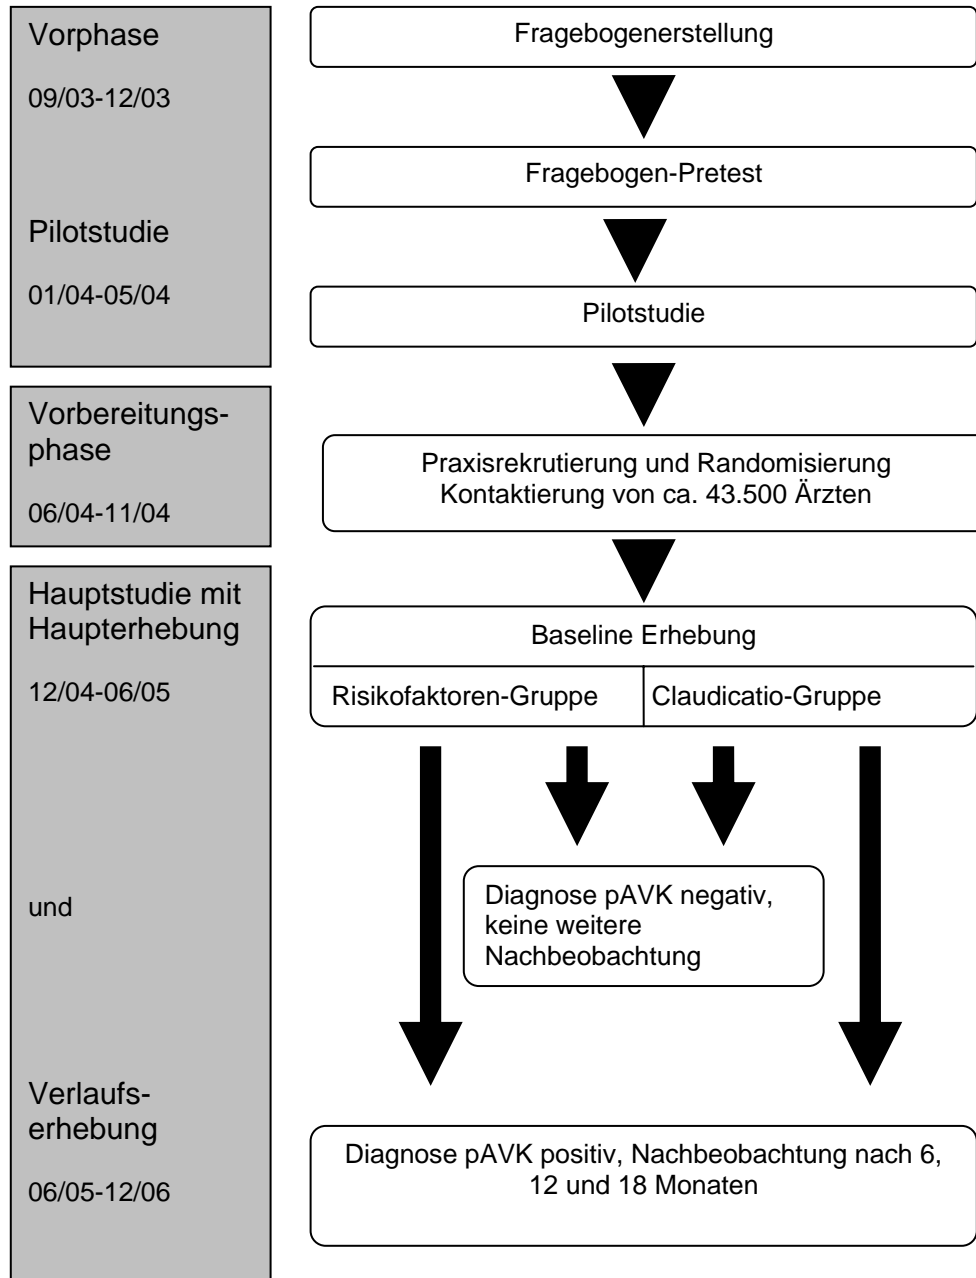 Vorphase
09/03-12/03
Fragebogenerstellung
Fragebogen-Pretest
Pilotstudie
01/04-05/04
Pilotstudie
Vorbereitungs-
phase
06/04-11/04
Praxisrekrutierung und Randomisierung
Kontaktierung von ca. 43.500 Ärzten
Hauptstudie mit
Haupterhebung
12/04-06/05
Baseline Erhebung
Risikofaktoren-Gruppe
Claudicatio-Gruppe
und
Diagnose pAVK negativ,
keine weitere
Nachbeobachtung
Verlaufs-
erhebung
06/05-12/06
Diagnose pAVK positiv, Nachbeobachtung nach 6,
12 und 18 Monaten